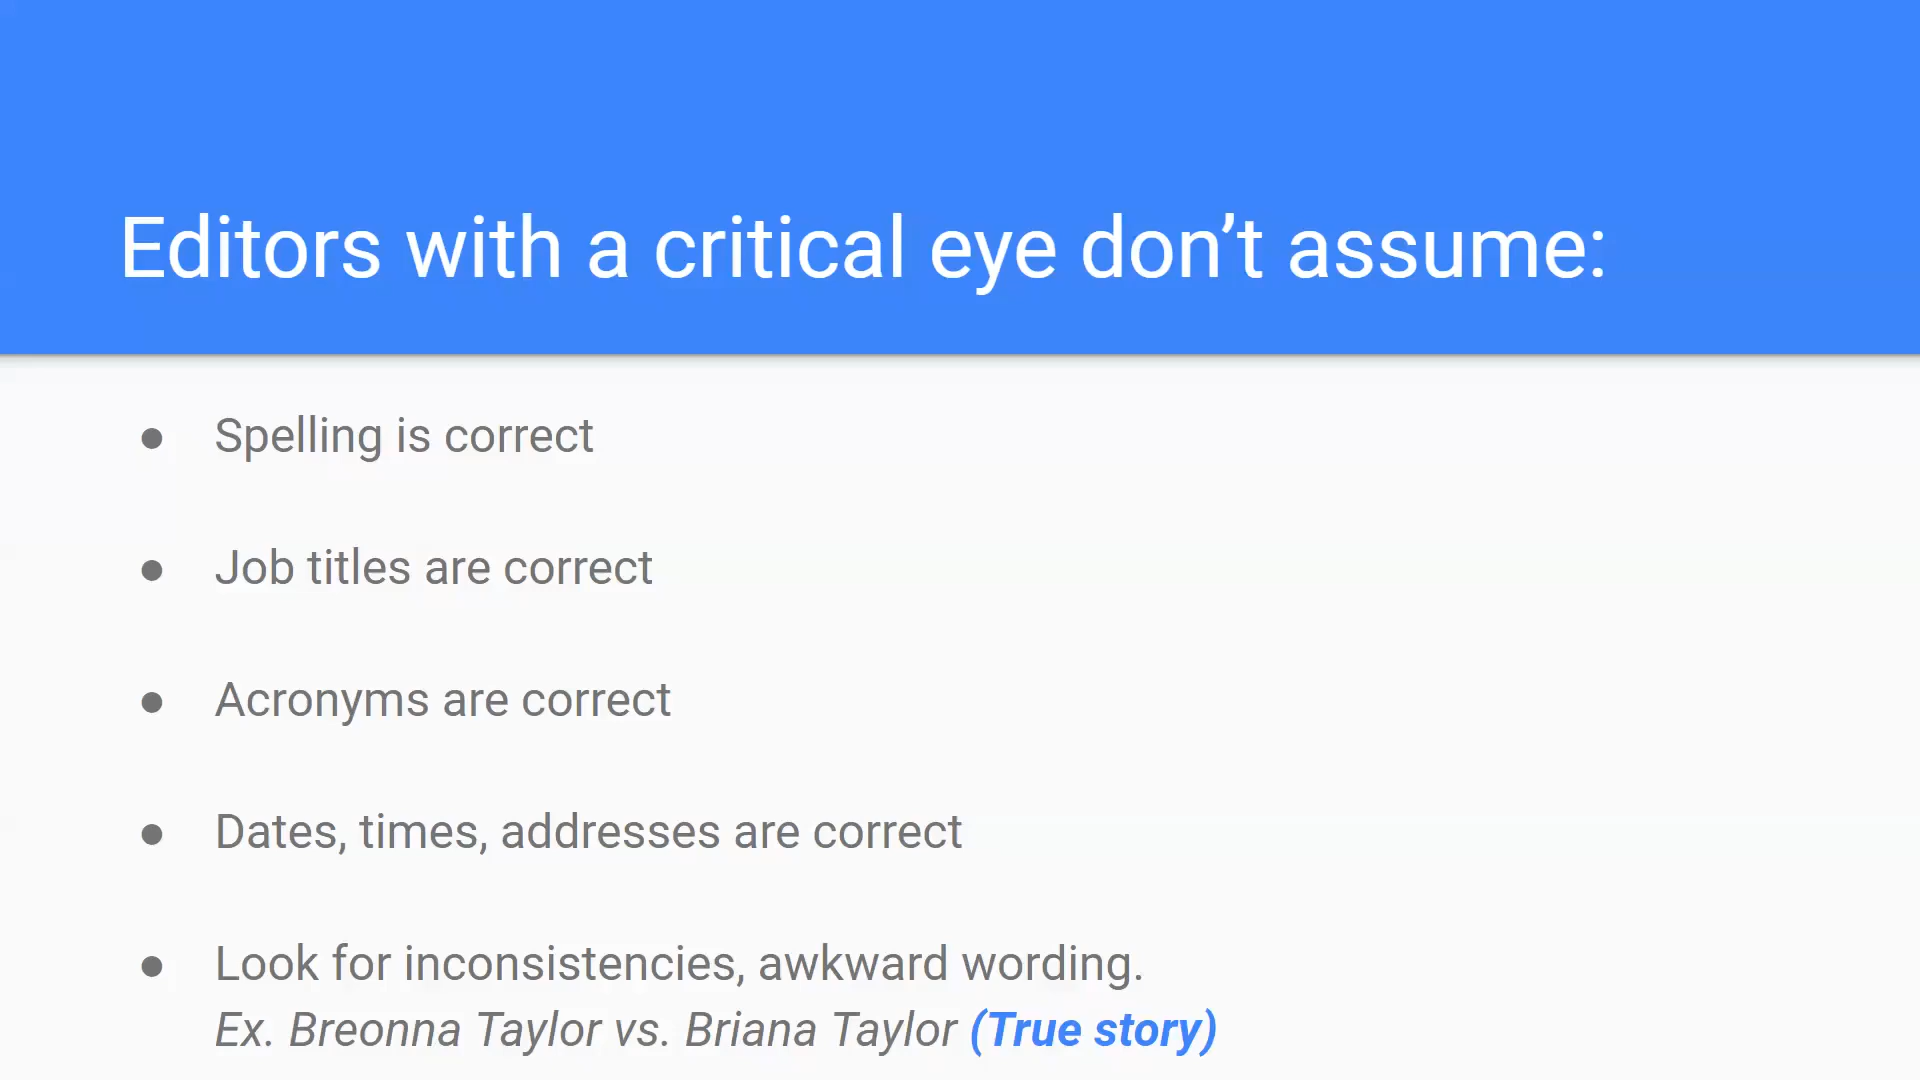 Editors with a critical eye don’t assume:
● Spelling is correct
● Job titles are correct
● Acronyms are correct
● Dates, times, addresses are correct
● Look for inconsistencies, awkward wording.
Ex. Breonna Taylor vs. Briana Taylor (True story)